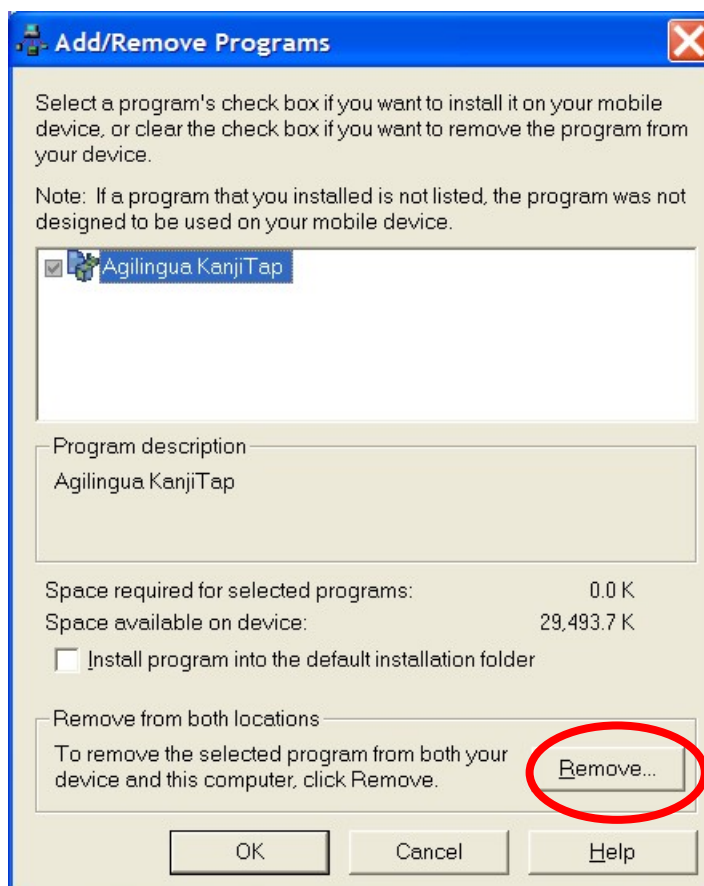 Add/Remove Programs
Select a program's check box if you want to install it on your mobile
device, or clear the check box if you want to remove the program from
your device.
Note: If a program that you installed is not listed, the program was not
designed to be used on your mobile device.
Agilingua KanjiTap
Program description
Agilingua KanjiTap
Space required for selected programs: 0.0 K
Space available on device: 29,493.7 K
Install program into the default installation folder
Remove from both locations
To remove the selected program from both your
device and this computer, click Remove.
Remove...
OK Cancel Help